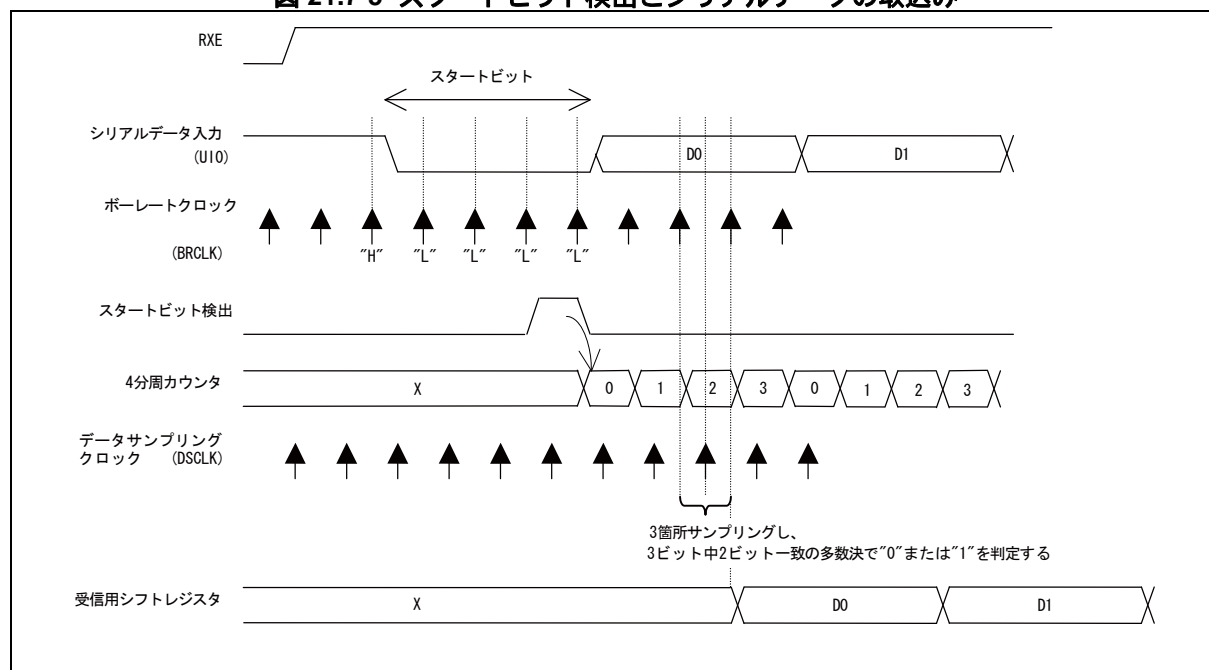 RXE
スタートビット
シリアルデータ入力
(UI0)
D0
D1
ボーレートクロック
(BRCLK)
"H" "L" "L" "L" "L"
スタートビット検出
4分周カウンタ
X 0 1 2 3 0 1 2 3
データサンプリング
クロック (DSCLK)
3箇所サンプリングし、
3ビット中2ビット一致の多数決で"0"または"1"を判定する
受信用シフトレジスタ
X D0 D1